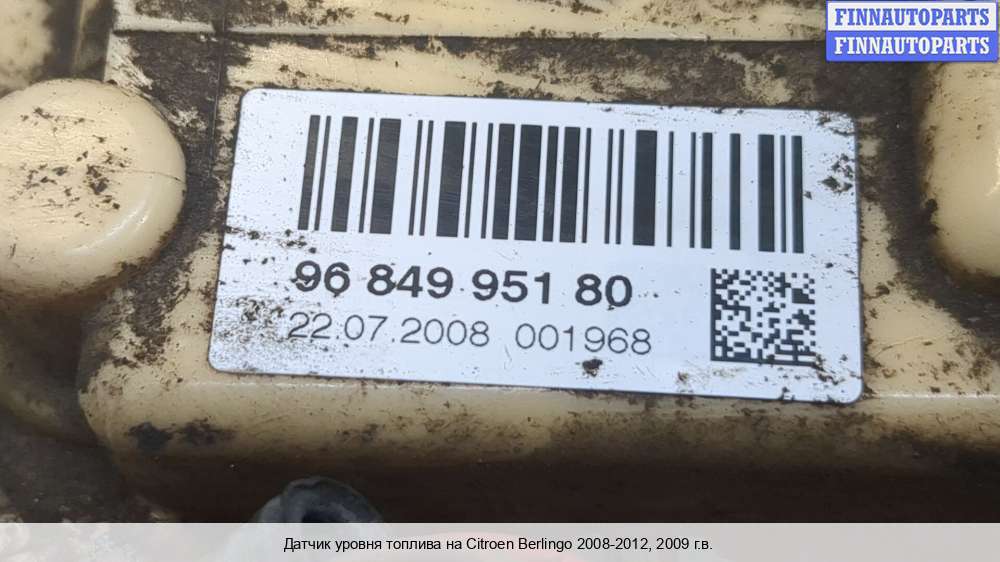 FINNAUTOPARTS
FINNAUTOPARTS
96 849 951 80
22.07.2008 001968
Датчик уровня топлива на Citroen Berlingo 2008-2012, 2009 г.в.